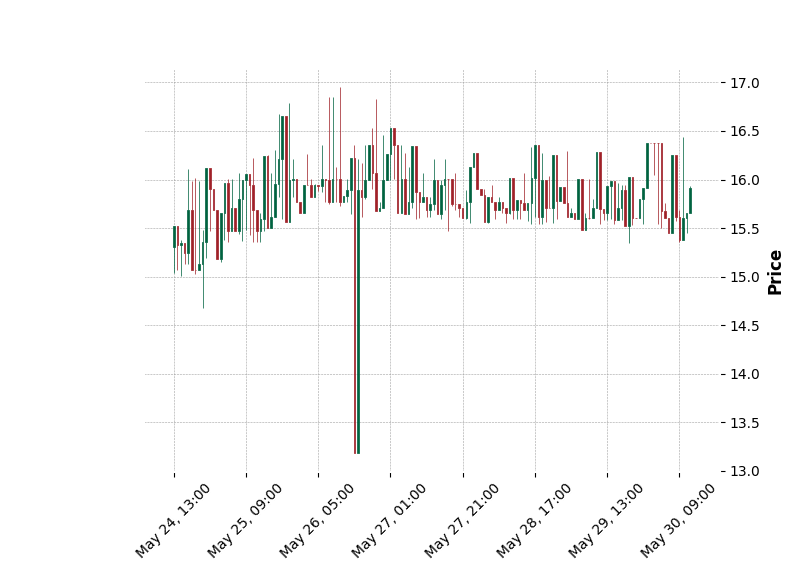 17.0
16.5
16.0
15.5
15.0
14.5
14.0
13.5
13.0
Price
May 24, 13:00
May 25, 09:00
May 26, 05:00
May 27, 01:00
May 27, 21:00
May 28, 17:00
May 29, 13:00
May 30, 09:00